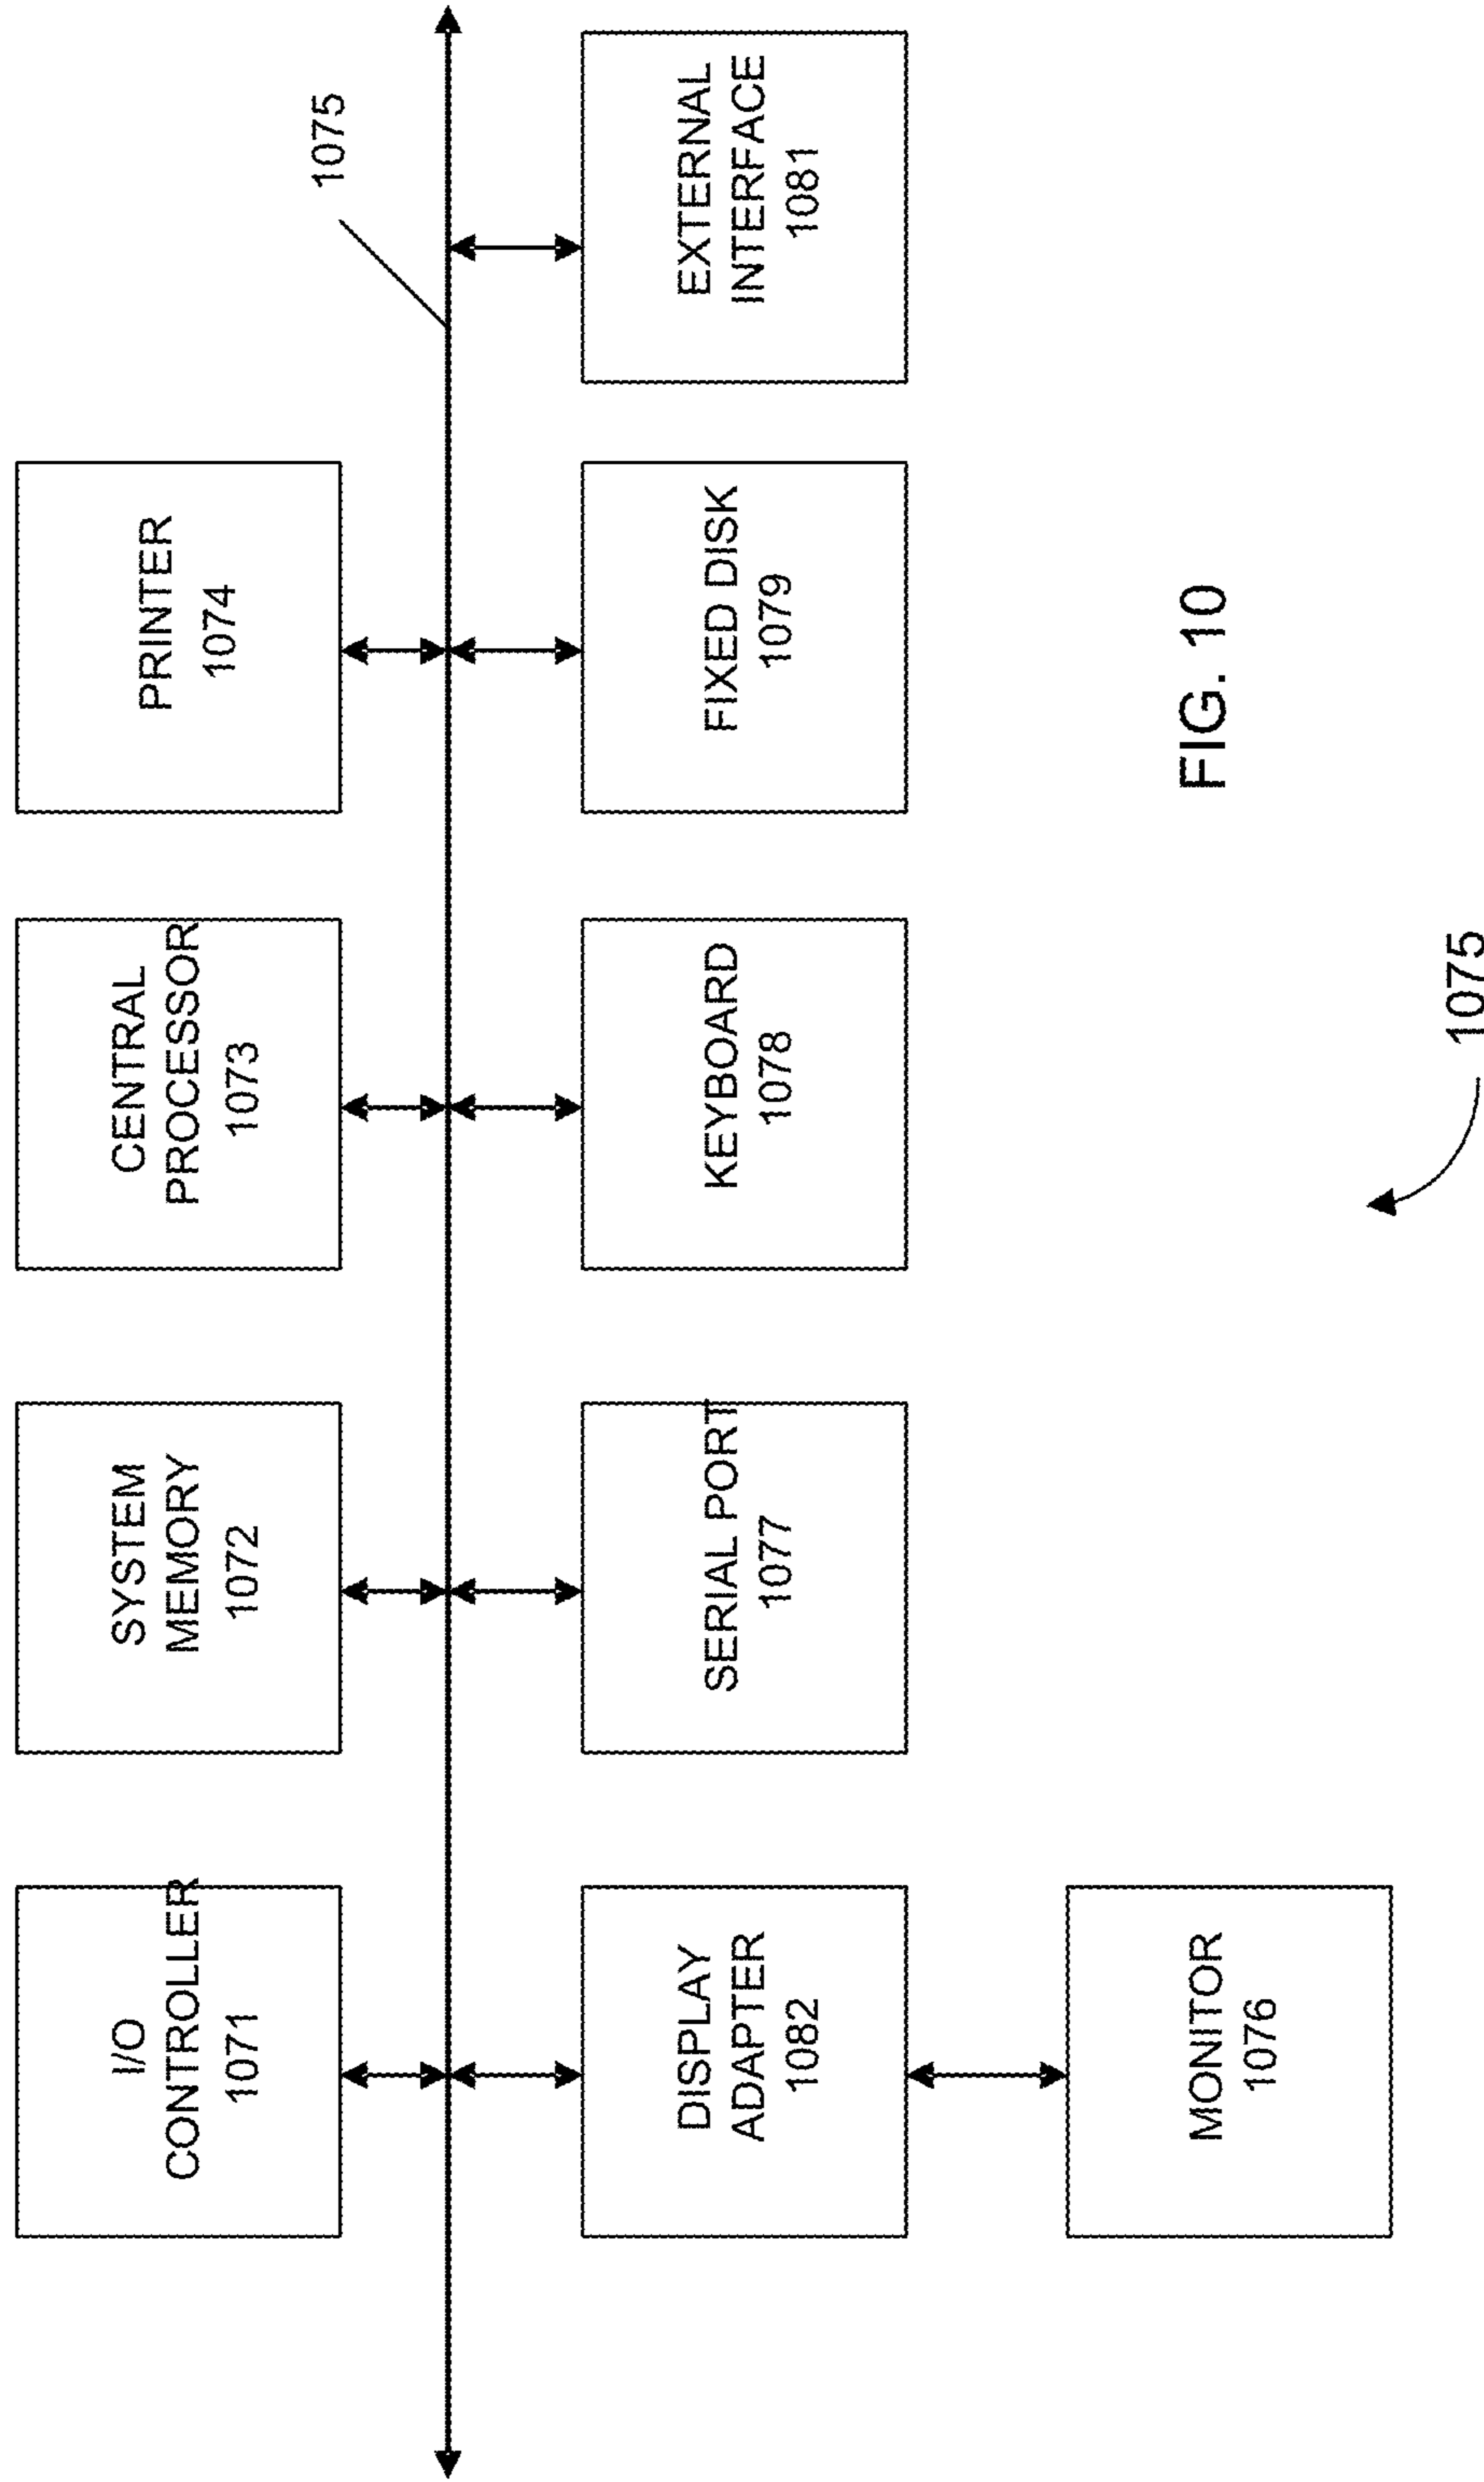 I/O
CONTROLLER
1071
SYSTEM
MEMORY
1072
CENTRAL
PROCESSOR
1073
PRINTER
1074
1075
DISPLAY
ADAPTER
1082
SERIAL PORT
1077
KEYBOARD
1078
FIXED DISK
1079
EXTERNAL
INTERFACE
1081
MONITOR
1076
FIG. 10
1075